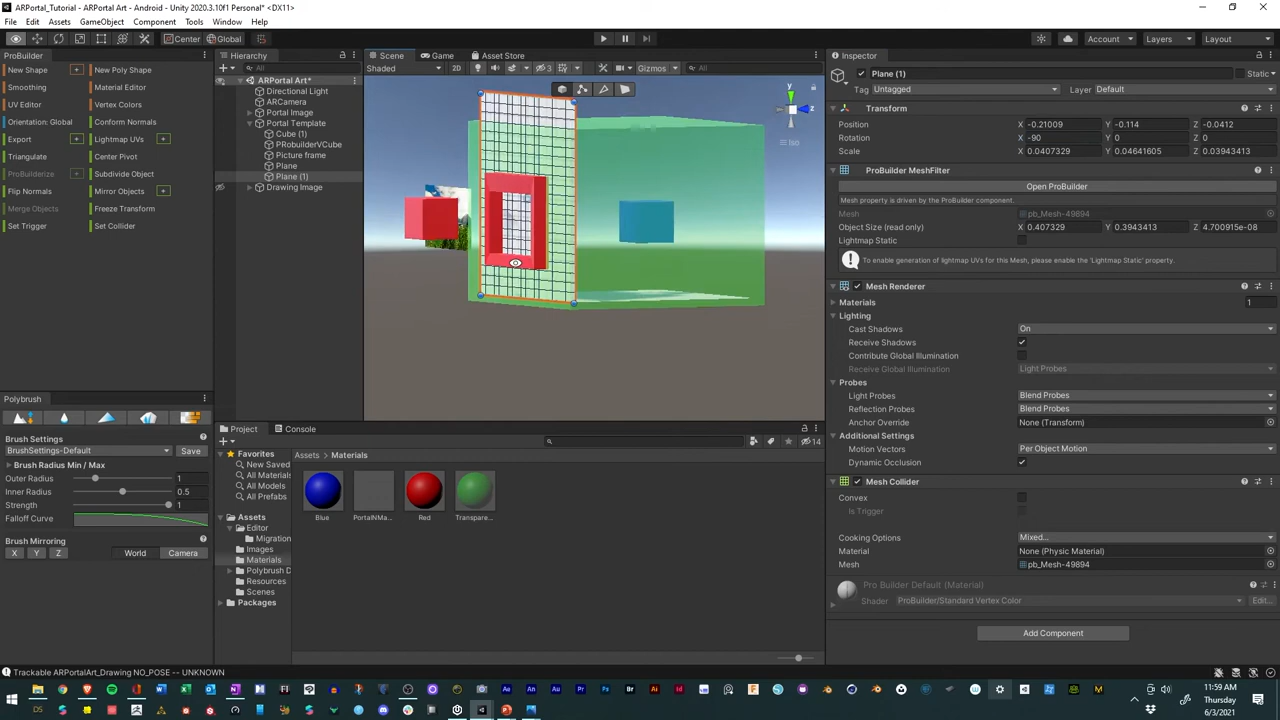 ARPortal_Tutorial - ARPortal Art - Android - Unity 2020.3.10f1 Personal* <DX11>
File Edit Assets GameObject Component Tools Window Help
Center Global
Account Layers Layout
ProBuilder
New Shape New Poly Shape
Smoothing Material Editor
UV Editor Vertex Colors
Orientation: Global Conform Normals
Export Lightmap UVs
Triangulate Center Pivot
ProBuilderize Subdivide Object
Flip Normals Mirror Objects
Merge Objects Freeze Transform
Set Trigger Set Collider
Hierarchy
All
ARPortal Art*
Directional Light
ARCamera
Portal Image
Portal Template
Cube (1)
PRobuilderVCube
Picture frame
Plane
Plane (1)
Drawing Image
Scene Game Asset Store
Shaded 2D 3 Gizmos All
y
z
Iso
Inspector
Plane (1) Static
Tag Untagged Layer Default
Transform
Position X -0.21009 Y -0.114 Z -0.0412
Rotation X -90 Y 0 Z 0
Scale X 0.0407329 Y 0.04641605 Z 0.03943413
ProBuilder MeshFilter
Open ProBuilder
Mesh property is driven by the ProBuilder component.
Mesh pb_Mesh-49894
Object Size (read only) X 0.407329 Y 0.3943413 Z 4.700915e-08
Lightmap Static
To enable generation of lightmap UVs for this Mesh, please enable the 'Lightmap Static' property.
Mesh Renderer
Materials 1
Lighting
Cast Shadows On
Receive Shadows
Contribute Global Illumination
Receive Global Illumination Light Probes
Probes
Light Probes Blend Probes
Reflection Probes Blend Probes
Anchor Override None (Transform)
Additional Settings
Motion Vectors Per Object Motion
Dynamic Occlusion
Mesh Collider
Convex
Is Trigger
Cooking Options Mixed...
Material None (Physic Material)
Mesh pb_Mesh-49894
Pro Builder Default (Material)
Shader ProBuilder/Standard Vertex Color Edit...
Add Component
Polybrush
Brush Settings
BrushSettings-Default Save
Brush Radius Min / Max
Outer Radius 1
Inner Radius 0.5
Strength 1
Falloff Curve
Brush Mirroring
X Y Z World Camera
Project Console
14
Favorites
New Saved
All Materials
All Models
All Prefabs
Assets
Editor
Migration
Images
Materials
Polybrush D
Resources
Scenes
Packages
Assets > Materials
Blue PortalNMa... Red Transpare...
Trackable ARPortalArt_Drawing NO_POSE -- UNKNOWN
11:59 AM
Thursday
6/3/2021